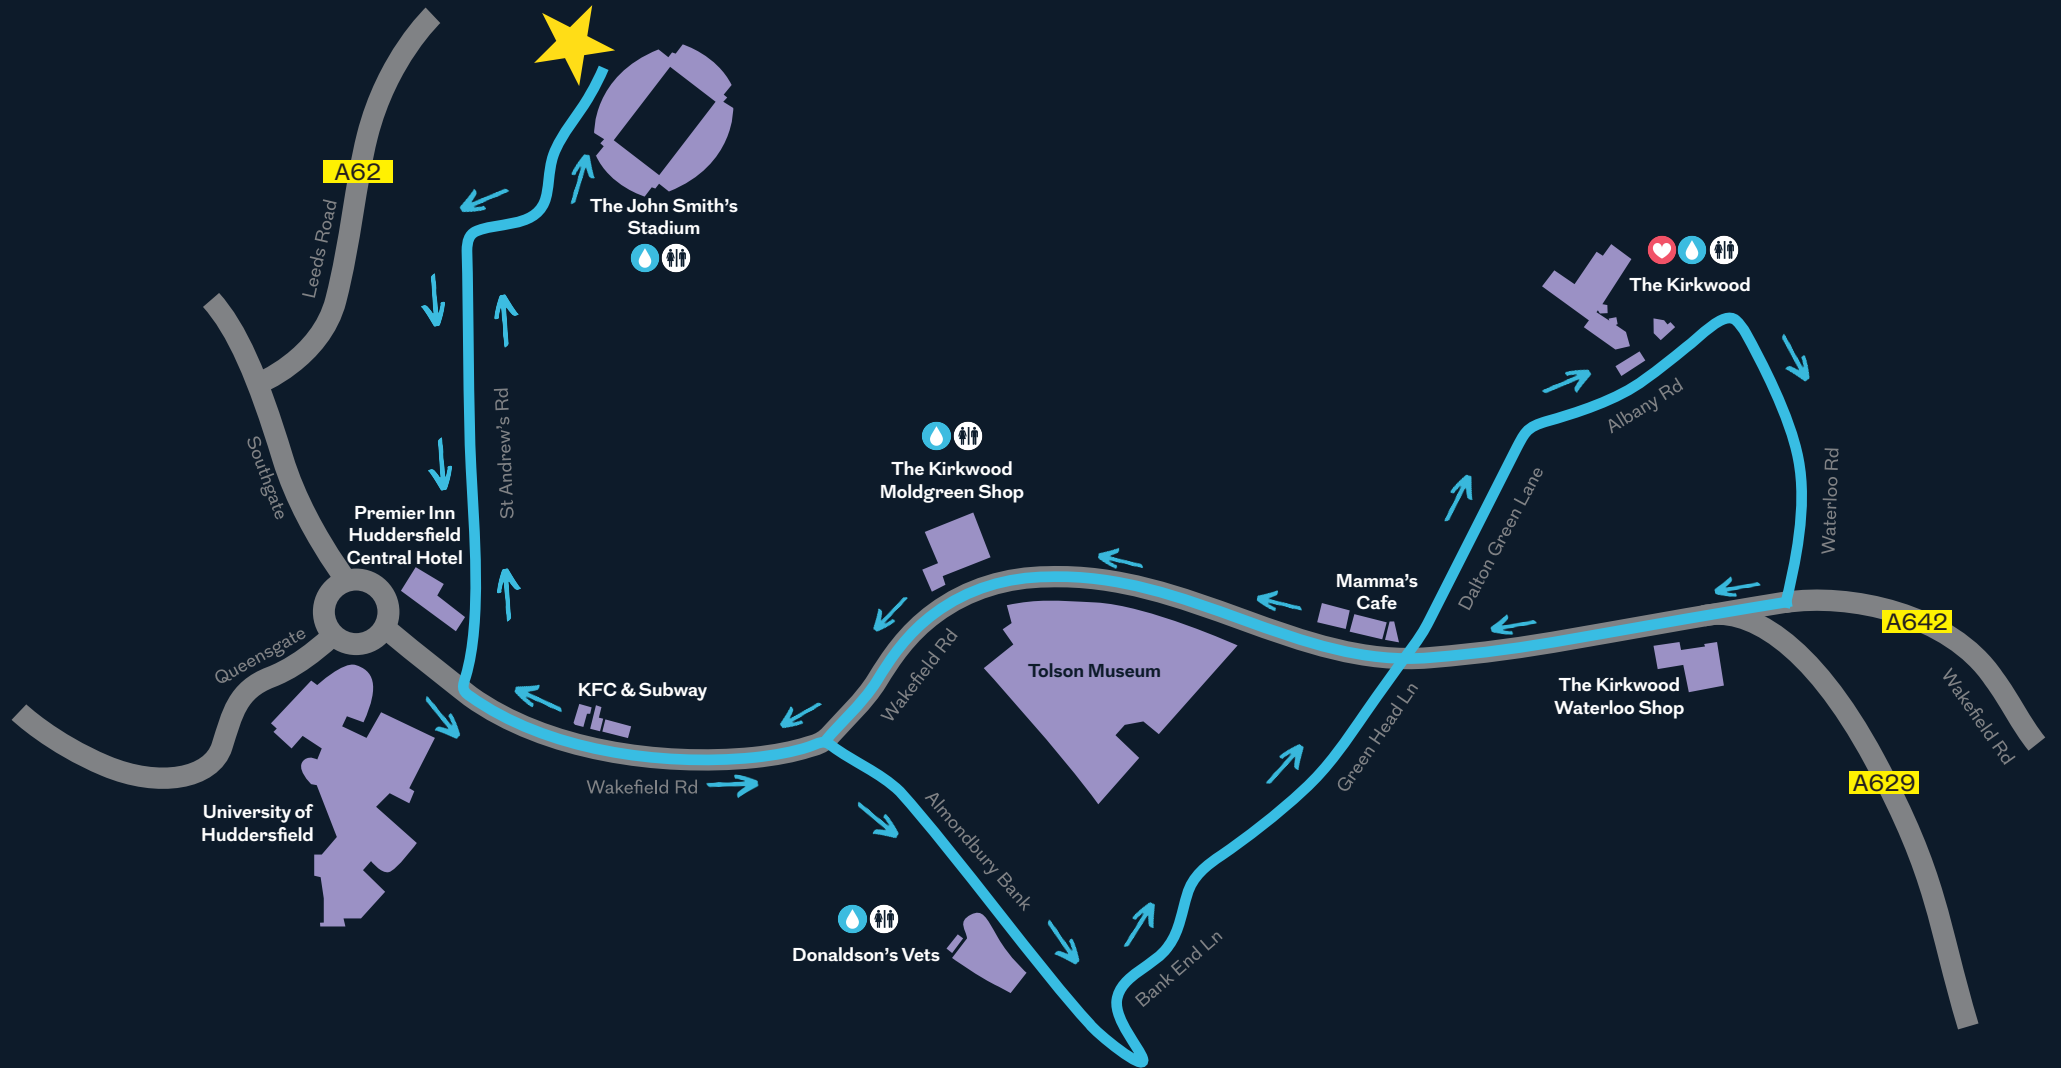 A62
Leeds Road
The John Smith's
Stadium
The Kirkwood
Albany Rd
St Andrew's Rd
Southgate
The Kirkwood
Moldgreen Shop
Waterloo Rd
Dalton Green Lane
Premier Inn
Huddersfield
Central Hotel
Mamma's
Cafe
A642
Queensgate
Wakefield Rd
Tolson Museum
KFC & Subway
The Kirkwood
Waterloo Shop
Wakefield Rd
Green Head Ln
Wakefield Rd
A629
University of
Huddersfield
Almondbury Bank
Donaldson's Vets
Bank End Ln